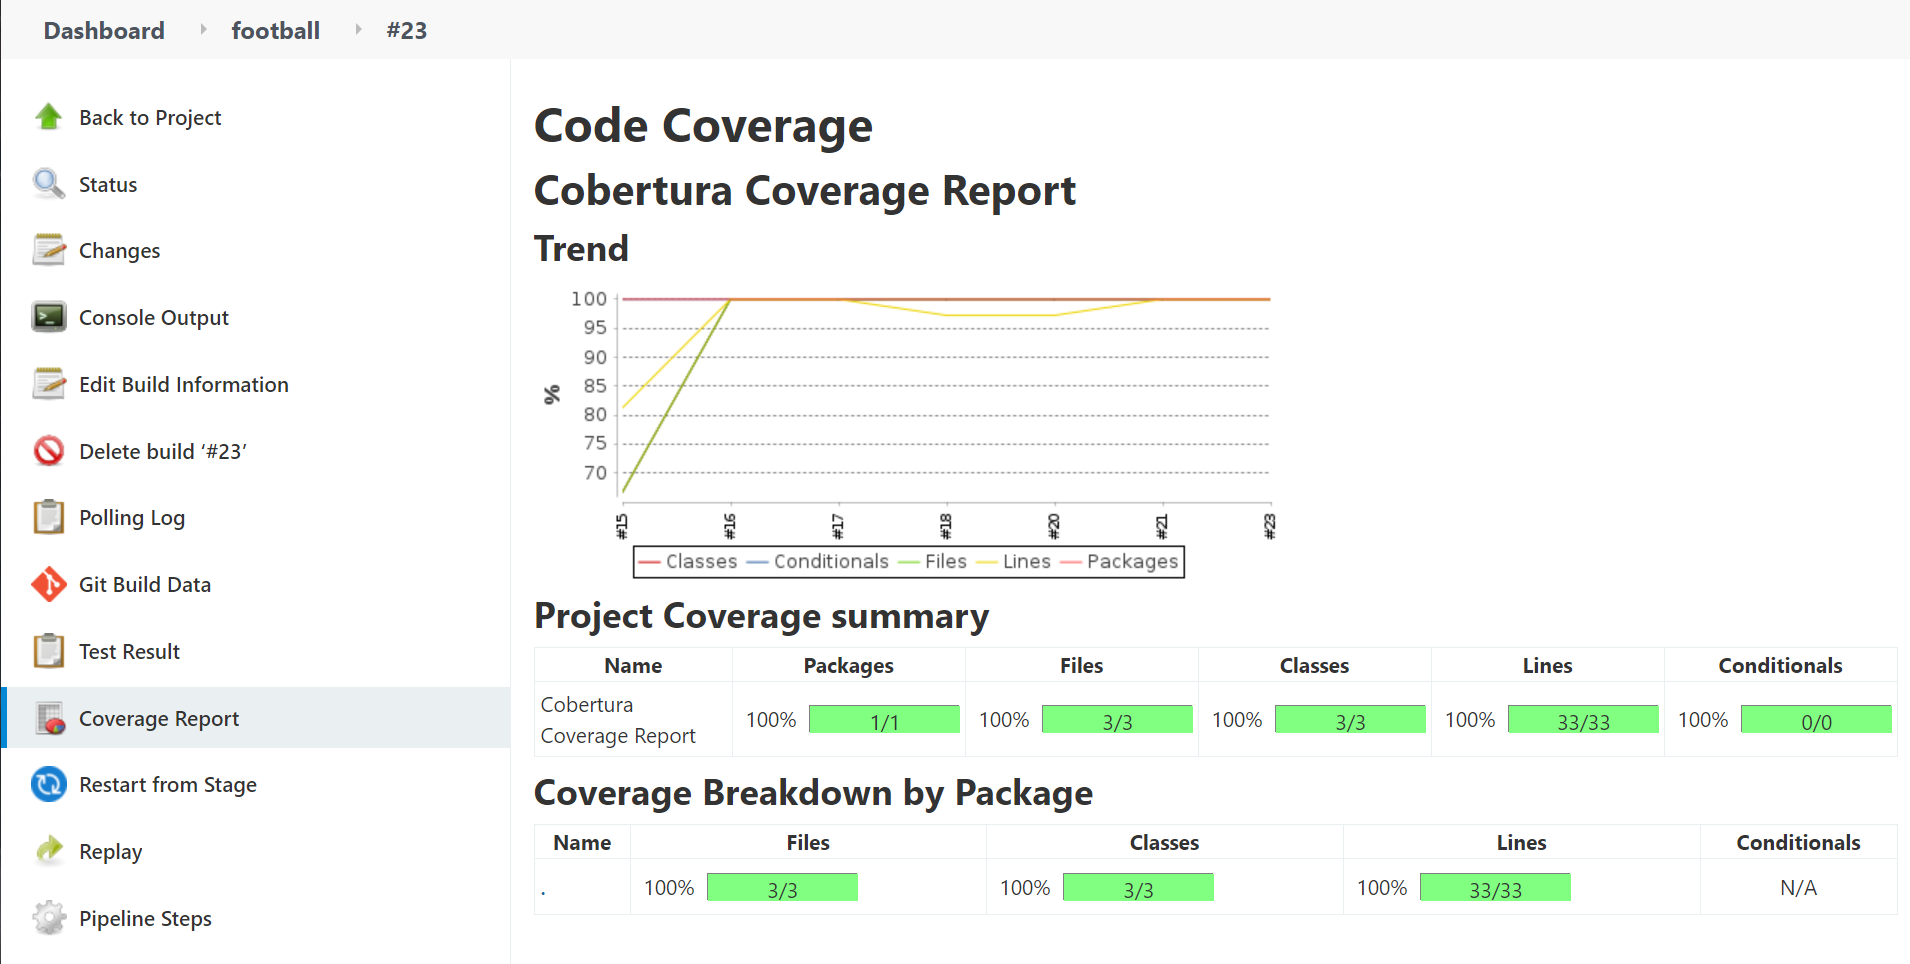 Dashboard football #23
Back to Project
Status
Changes
Console Output
Edit Build Information
Delete build ‘#23’
Polling Log
Git Build Data
Test Result
Coverage Report
Restart from Stage
Replay
Pipeline Steps
Code Coverage
Cobertura Coverage Report
Trend
100
95
90
85
80
75
70
%
#15 #16 #17 #18 #20 #21 #23
Classes Conditionals Files Lines Packages
Project Coverage summary
Name Packages Files Classes Lines Conditionals
Cobertura
Coverage Report
100% 1/1 100% 3/3 100% 3/3 100% 33/33 100% 0/0
Coverage Breakdown by Package
Name Files Classes Lines Conditionals
. 100% 3/3 100% 3/3 100% 33/33 N/A